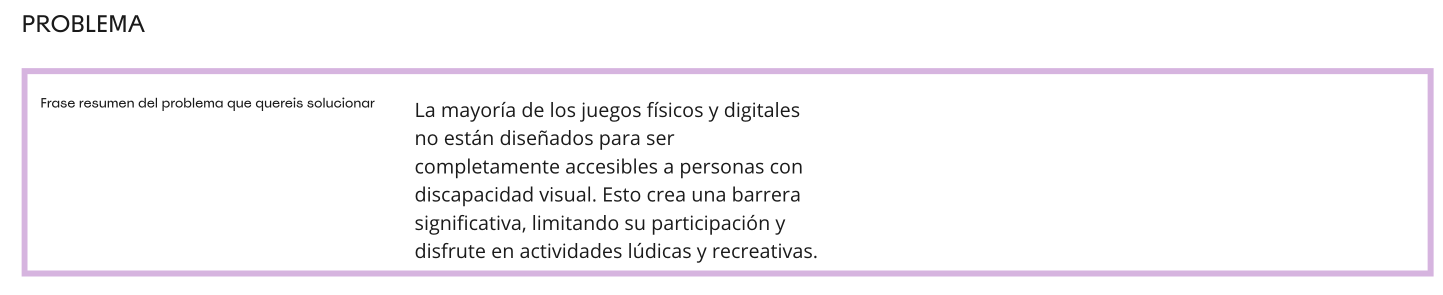 PROBLEMA
Frase resumen del problema que quereis solucionar
La mayoría de los juegos físicos y digitales
no están diseñados para ser
completamente accesibles a personas con
discapacidad visual. Esto crea una barrera
significativa, limitando su participación y
disfrute en actividades lúdicas y recreativas.